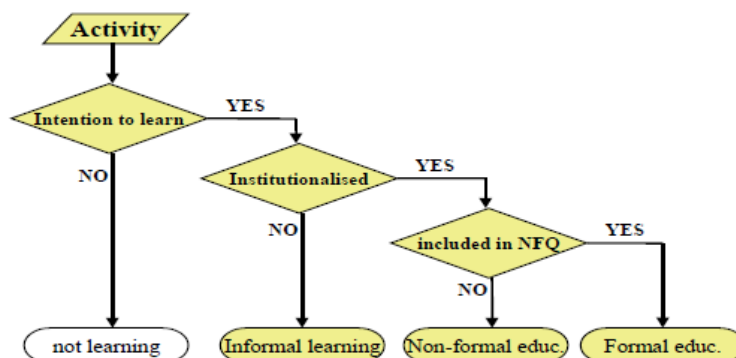 Activity
YES
Intention to learn
YES
NO
Institutionalised
YES
NO
included in NFQ
NO
not learning
Informal learning
Non-formal educ.
Formal educ.